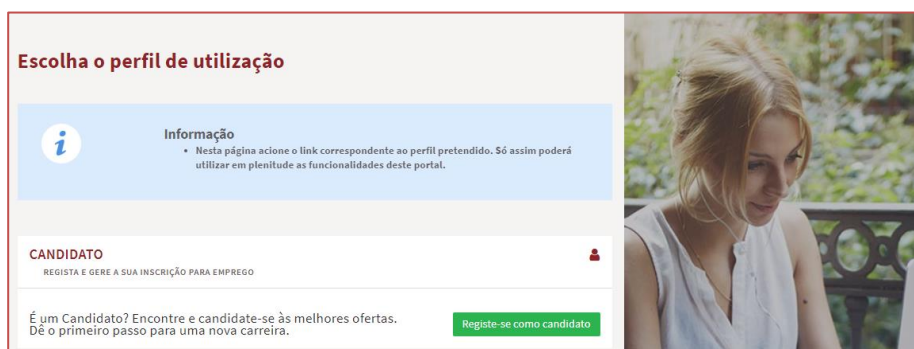 Escolha o perfil de utilização
Informação
• Nesta página acione o link correspondente ao perfil pretendido. Só assim poderá
utilizar em plenitude as funcionalidades deste portal.
CANDIDATO
REGISTA E GERE A SUA INSCRIÇÃO PARA EMPREGO
É um Candidato? Encontre e candidate-se às melhores ofertas.
Dê o primeiro passo para uma nova carreira.
Registe-se como candidato